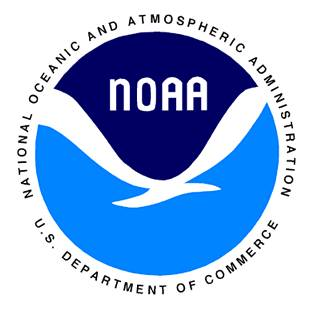 NATIONAL OCEANIC AND ATMOSPHERIC ADMINISTRATION
NOAA
U.S. DEPARTMENT OF COMMERCE